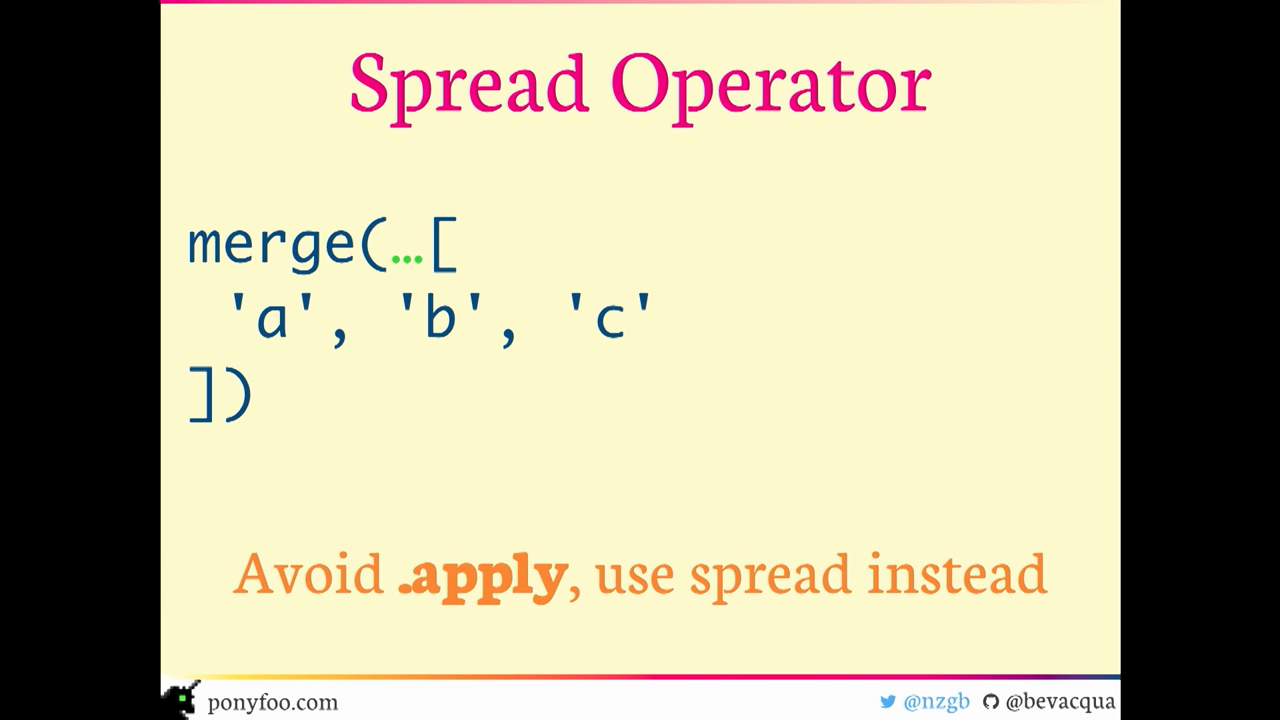 Spread Operator
merge(…[
'a', 'b', 'c'
])
Avoid .apply, use spread instead
ponyfoo.com @nzgb @bevacqua